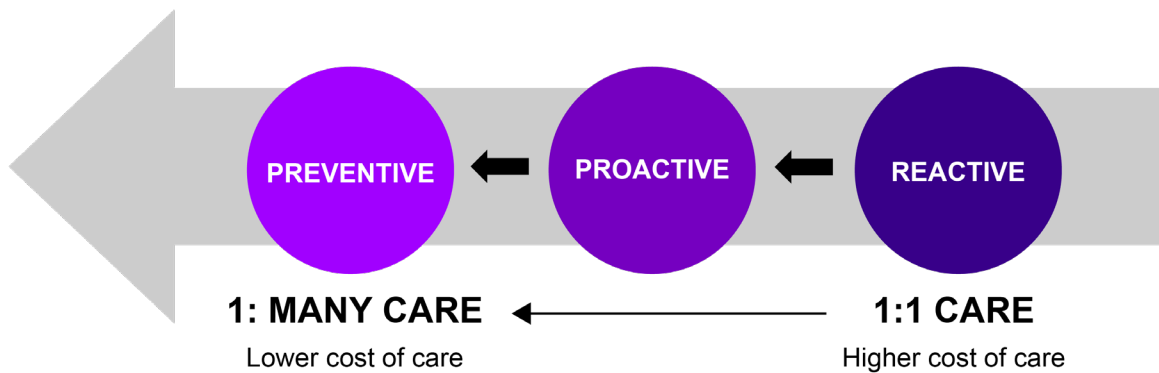 PREVENTIVE
PROACTIVE
REACTIVE
1: MANY CARE
1:1 CARE
Lower cost of care
Higher cost of care